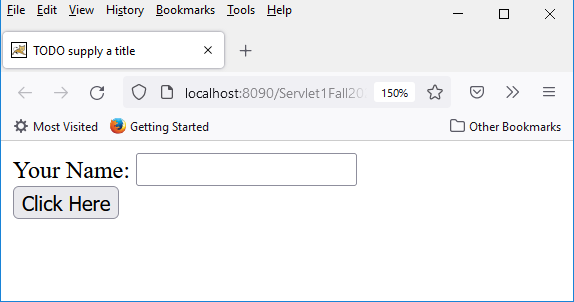 File Edit View History Bookmarks Tools Help
TODO supply a title
localhost:8090/Servlet1Fall20 150%
Most Visited Getting Started Other Bookmarks
Your Name:
Click Here